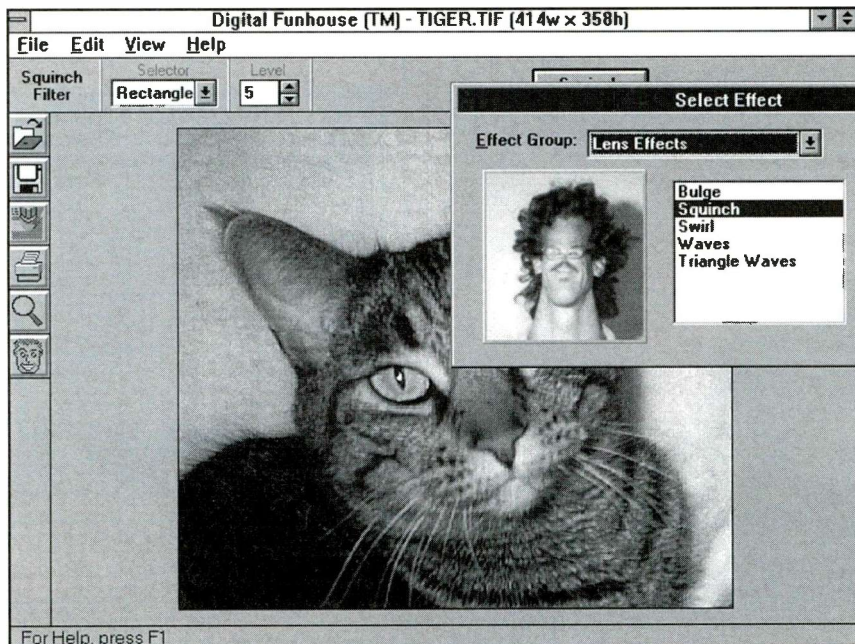 Digital Funhouse (TM) - TIGER.TIF (414w x 358h)
File Edit View Help
Squinch
Filter
Selector
Rectangle
Level
5
Select Effect
Effect Group: Lens Effects
Bulge
Squinch
Swirl
Waves
Triangle Waves
For Help, press F1